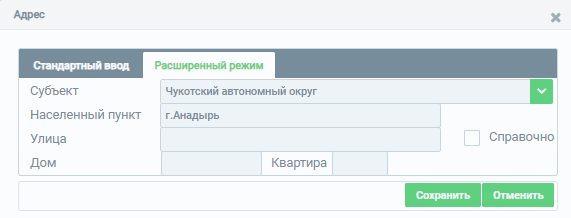 Адрес
Стандартный ввод Расширенный режим
Субъект Чукотский автономный округ
Населенный пункт г.Анадырь
Улица Справочно
Дом Квартира
Сохранить Отменить